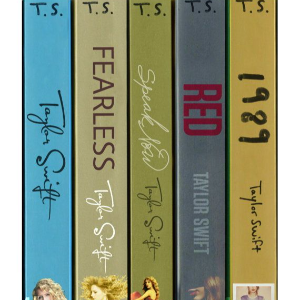 T.S.
Taylor Swift
T.S.
FEARLESS
Taylor Swift
T.S.
Speak Now
Taylor Swift
T.S.
RED
TAYLOR SWIFT
T.S.
1989
Taylor Swift